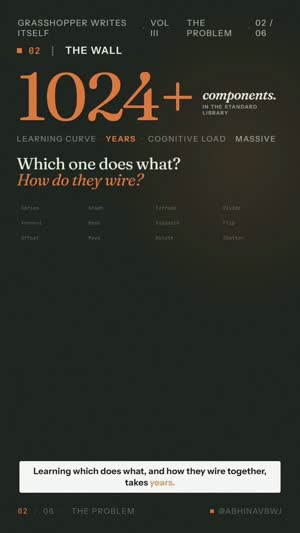 GRASSHOPPER WRITES ITSELF · VOL III · THE PROBLEM · 02 / 06
02 | THE WALL
1024+ components.
IN THE STANDARD LIBRARY
LEARNING CURVE · YEARS · COGNITIVE LOAD · MASSIVE
Which one does what?
How do they wire?
Series Graph Extrude Divide
Voronoi Mesh Dispatch Flip
Offset Move Rotate Scatter
Learning which does what, and how they wire together,
takes years.
02 / 06 · THE PROBLEM
@ABHINAVBWJ